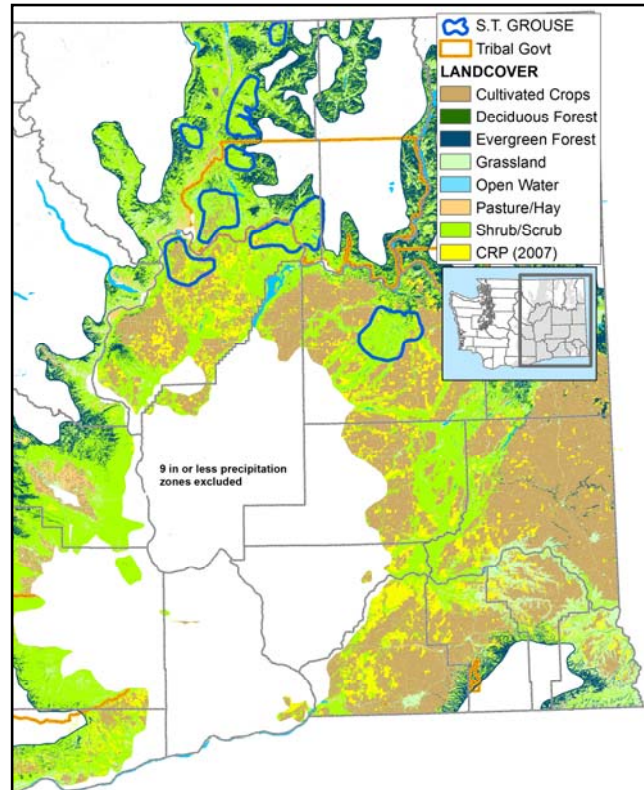 S.T. GROUSE
Tribal Govt
LANDCOVER
Cultivated Crops
Deciduous Forest
Evergreen Forest
Grassland
Open Water
Pasture/Hay
Shrub/Scrub
CRP (2007)
9 in or less precipitation
zones excluded